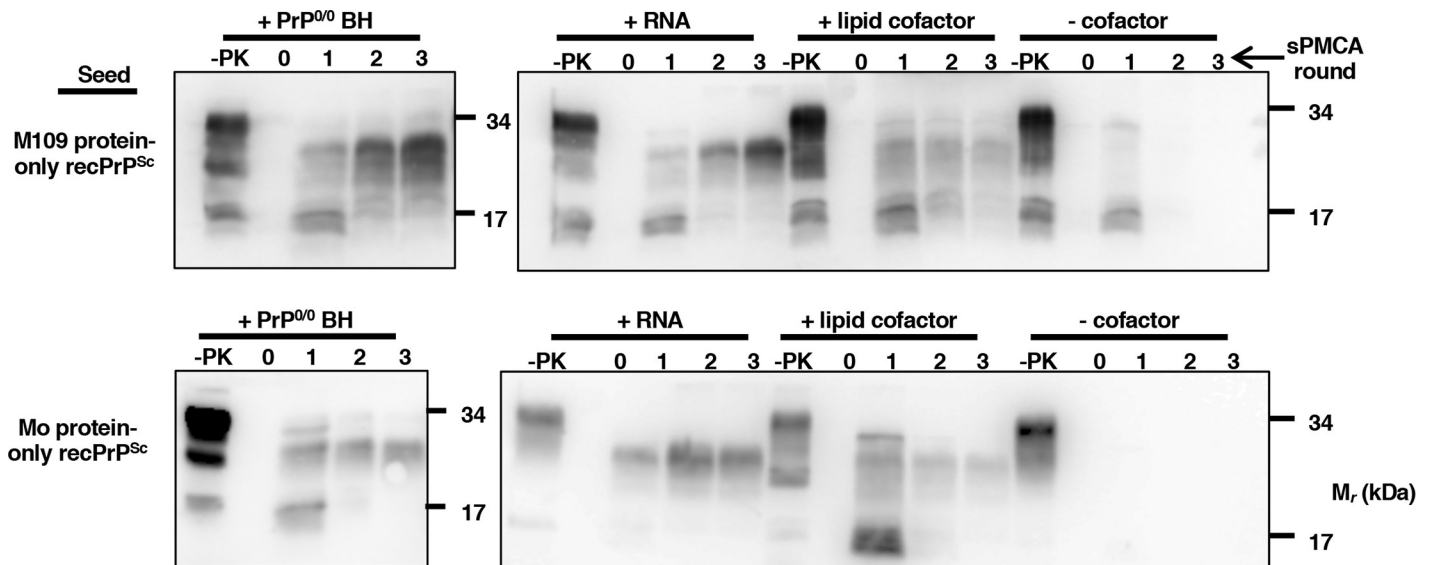 + PrP0/0 BH + RNA + lipid cofactor - cofactor
-PK 0 1 2 3 -PK 0 1 2 3 -PK 0 1 2 3 -PK 0 1 2 3 sPMCA
round
Seed
34 34
M109 protein-
only recPrPSc
17 17
+ PrP0/0 BH + RNA + lipid cofactor - cofactor
-PK 0 1 2 3 -PK 0 1 2 3 -PK 0 1 2 3 -PK 0 1 2 3
34 34
Mo protein-
only recPrPSc
Mr (kDa)
17 17